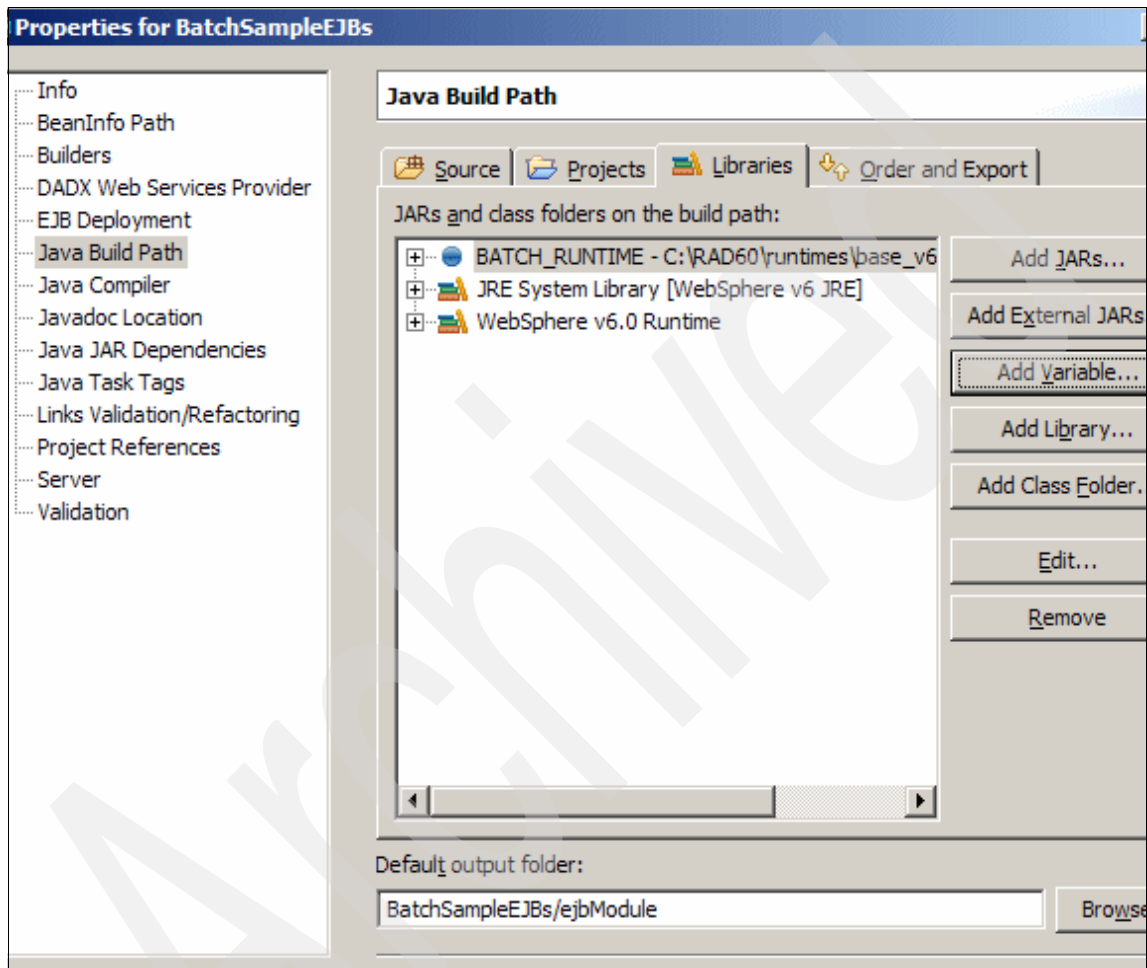 Properties for BatchSampleEJBs
Info
BeanInfo Path
Builders
DADX Web Services Provider
EJB Deployment
Java Build Path
Java Compiler
Javadoc Location
Java JAR Dependencies
Java Task Tags
Links Validation/Refactoring
Project References
Server
Validation
Java Build Path
Source Projects Libraries Order and Export
JARs and class folders on the build path:
BATCH_RUNTIME - C:\RAD60\runtimes\base_v6
JRE System Library [WebSphere v6 JRE]
WebSphere v6.0 Runtime
Add JARs...
Add External JARs
Add Variable...
Add Library...
Add Class Folder.
Edit...
Remove
Default output folder:
BatchSampleEJBs/ejbModule
Browse
Archived